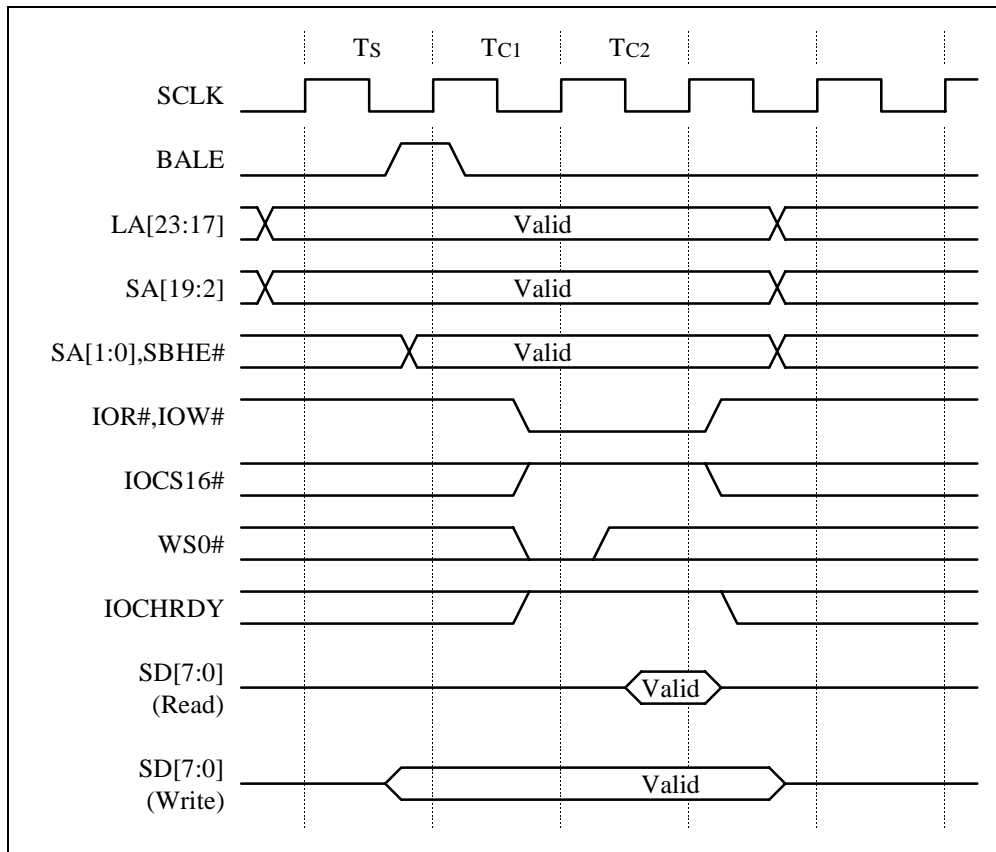 TS TC1 TC2
SCLK
BALE
LA[23:17] Valid
SA[19:2] Valid
SA[1:0],SBHE# Valid
IOR#,IOW#
IOCS16#
WS0#
IOCHRDY
SD[7:0]
(Read)
Valid
SD[7:0]
(Write)
Valid